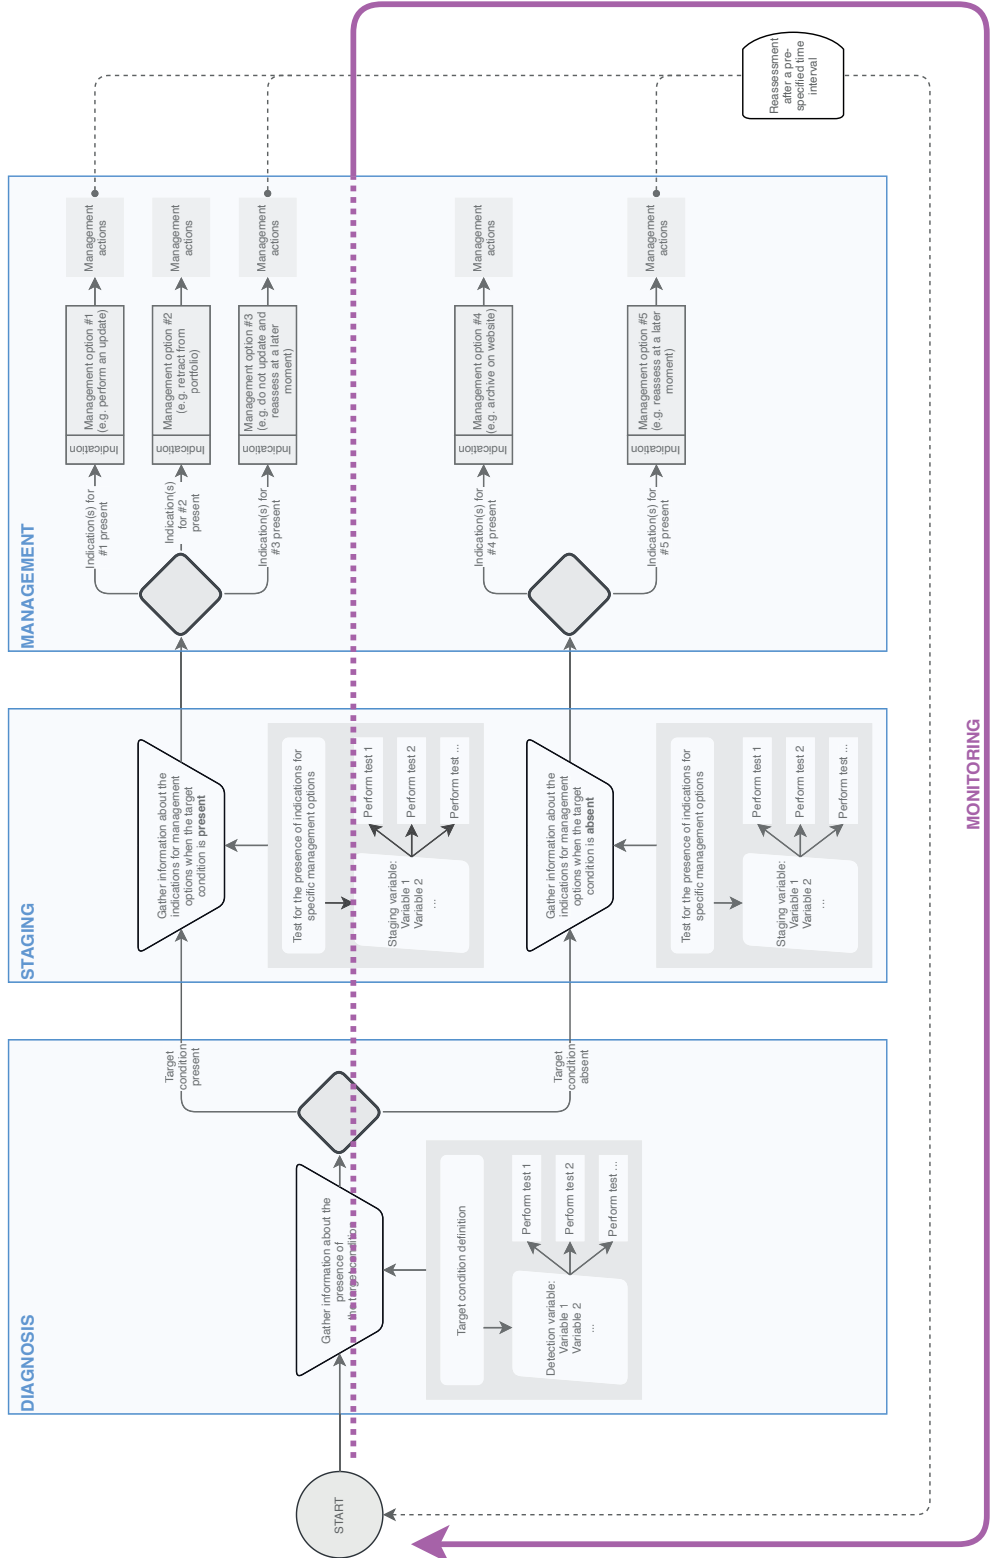 START
DIAGNOSIS
Gather information about the
presence of
the target condition
Target condition definition
Detection variable:
Variable 1
Variable 2
...
Perform test 1
Perform test 2
Perform test ...
Target
condition
present
Target
condition
absent
STAGING
Gather information about the
indications for management
options when the target
condition is present
Test for the presence of indications for
specific management options
Staging variable:
Variable 1
Variable 2
...
Perform test 1
Perform test 2
Perform test ...
Gather information about the
indications for management
options when the target
condition is absent
Test for the presence of indications for
specific management options
Staging variable:
Variable 1
Variable 2
...
Perform test 1
Perform test 2
Perform test ...
MANAGEMENT
Indication(s) for
#1 present
Indication
Management option #1
(e.g. perform an update)
Management
actions
Indication(s)
for #2
present
Indication
Management option #2
(e.g. retract from
portfolio)
Management
actions
Indication(s) for
#3 present
Indication
Management option #3
(e.g. do not update and
reassess at a later
moment)
Management
actions
Indication(s) for
#4 present
Indication
Management option #4
(e.g. archive on website)
Management
actions
Indication(s) for
#5 present
Indication
Management option #5
(e.g. reassess at a later
moment)
Management
actions
Reassessment
after a pre-
specified time
interval
MONITORING